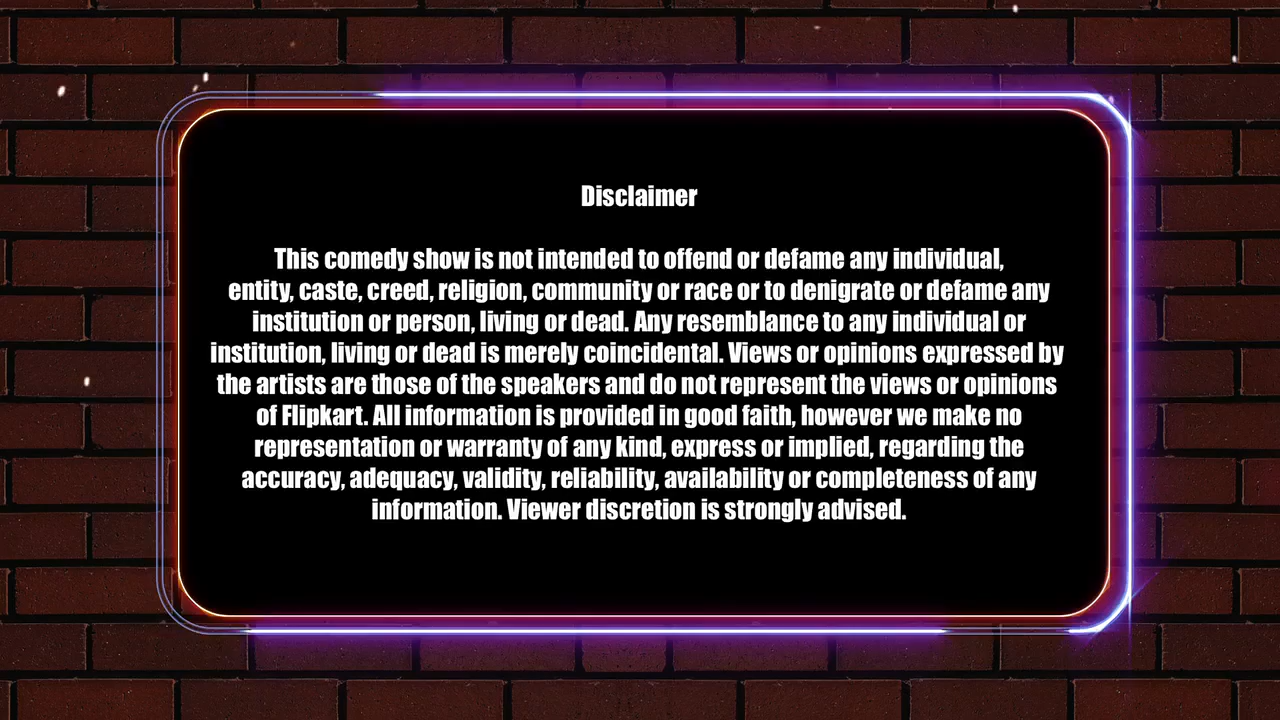 Disclaimer
This comedy show is not intended to offend or defame any individual,
entity, caste, creed, religion, community or race or to denigrate or defame any
institution or person, living or dead. Any resemblance to any individual or
institution, living or dead is merely coincidental. Views or opinions expressed by
the artists are those of the speakers and do not represent the views or opinions
of Flipkart. All information is provided in good faith, however we make no
representation or warranty of any kind, express or implied, regarding the
accuracy, adequacy, validity, reliability, availability or completeness of any
information. Viewer discretion is strongly advised.